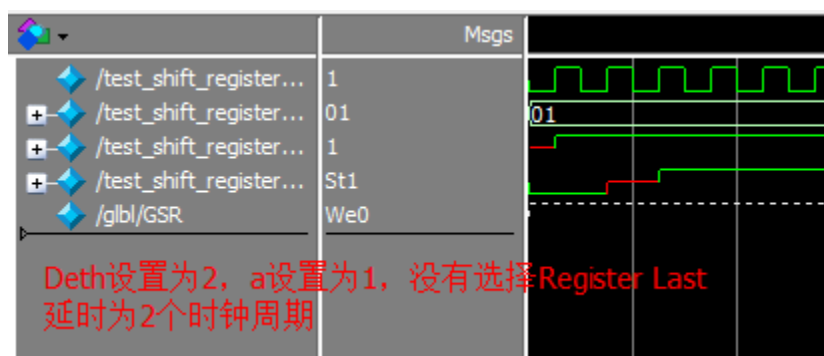 Msgs
/test_shift_register... 1
/test_shift_register... 01 01
/test_shift_register... 1
/test_shift_register... St1
/glbl/GSR We0
Deth设置为2，a设置为1，没有选择Register Last
延时为2个时钟周期